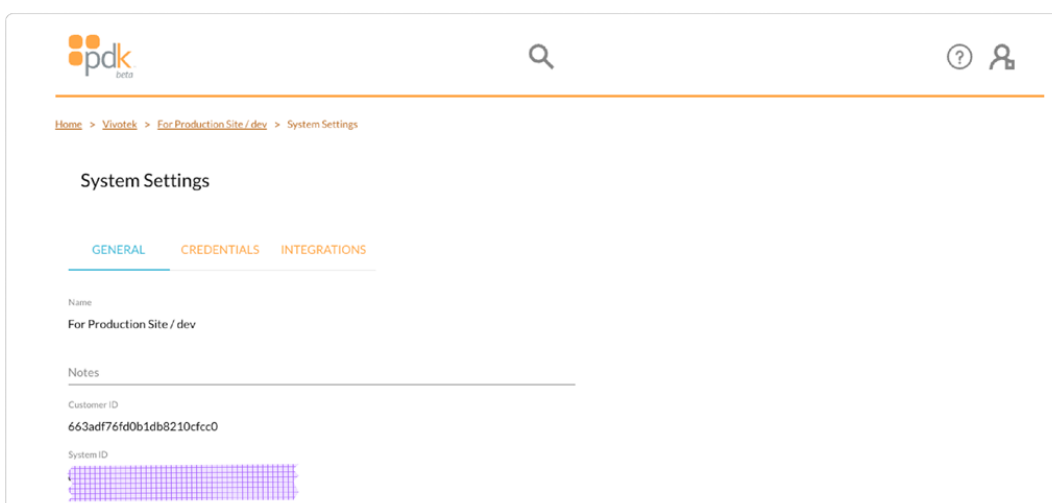 pdk
beta
Home > Vivotek > For Production Site / dev > System Settings
System Settings
GENERAL CREDENTIALS INTEGRATIONS
Name
For Production Site / dev
Notes
Customer ID
663adf76fd0b1db8210cfcc0
System ID